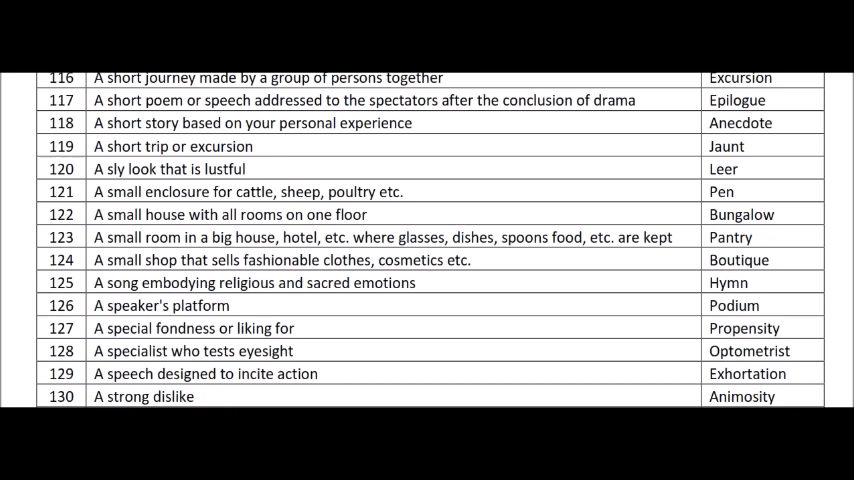 116 A short journey made by a group of persons together Excursion
117 A short poem or speech addressed to the spectators after the conclusion of drama Epilogue
118 A short story based on your personal experience Anecdote
119 A short trip or excursion Jaunt
120 A sly look that is lustful Leer
121 A small enclosure for cattle, sheep, poultry etc. Pen
122 A small house with all rooms on one floor Bungalow
123 A small room in a big house, hotel, etc. where glasses, dishes, spoons food, etc. are kept Pantry
124 A small shop that sells fashionable clothes, cosmetics etc. Boutique
125 A song embodying religious and sacred emotions Hymn
126 A speaker's platform Podium
127 A special fondness or liking for Propensity
128 A specialist who tests eyesight Optometrist
129 A speech designed to incite action Exhortation
130 A strong dislike Animosity